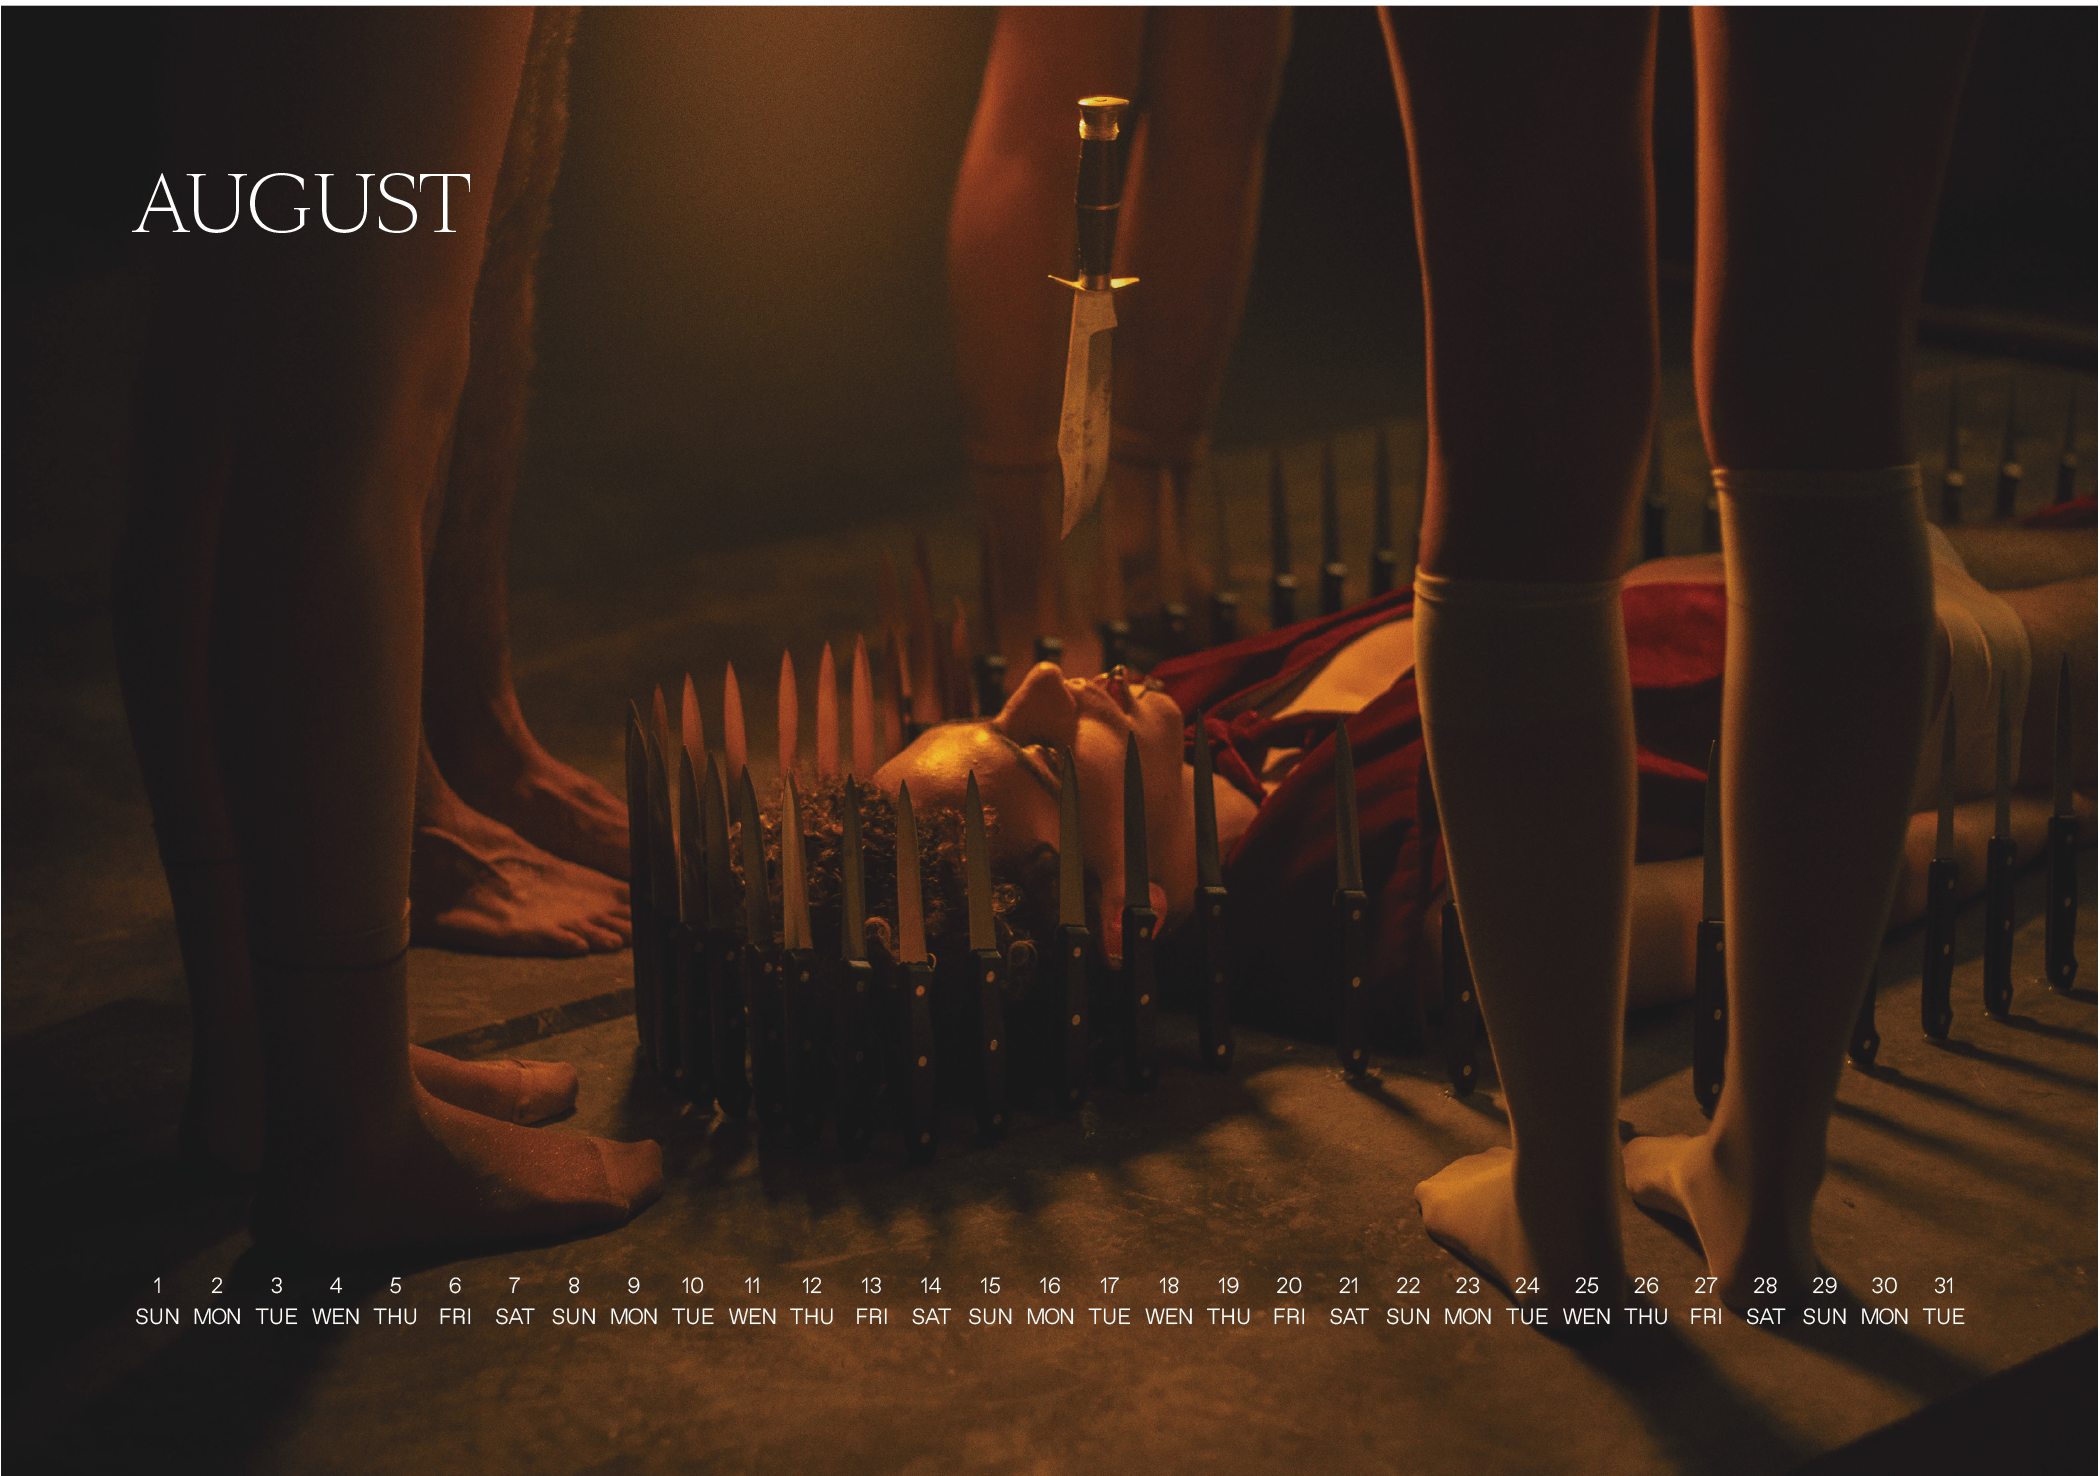 AUGUST
1 2 3 4 5 6 7 8 9 10 11 12 13 14 15 16 17 18 19 20 21 22 23 24 25 26 27 28 29 30 31
SUN MON TUE WEN THU FRI SAT SUN MON TUE WEN THU FRI SAT SUN MON TUE WEN THU FRI SAT SUN MON TUE WEN THU FRI SAT SUN MON TUE